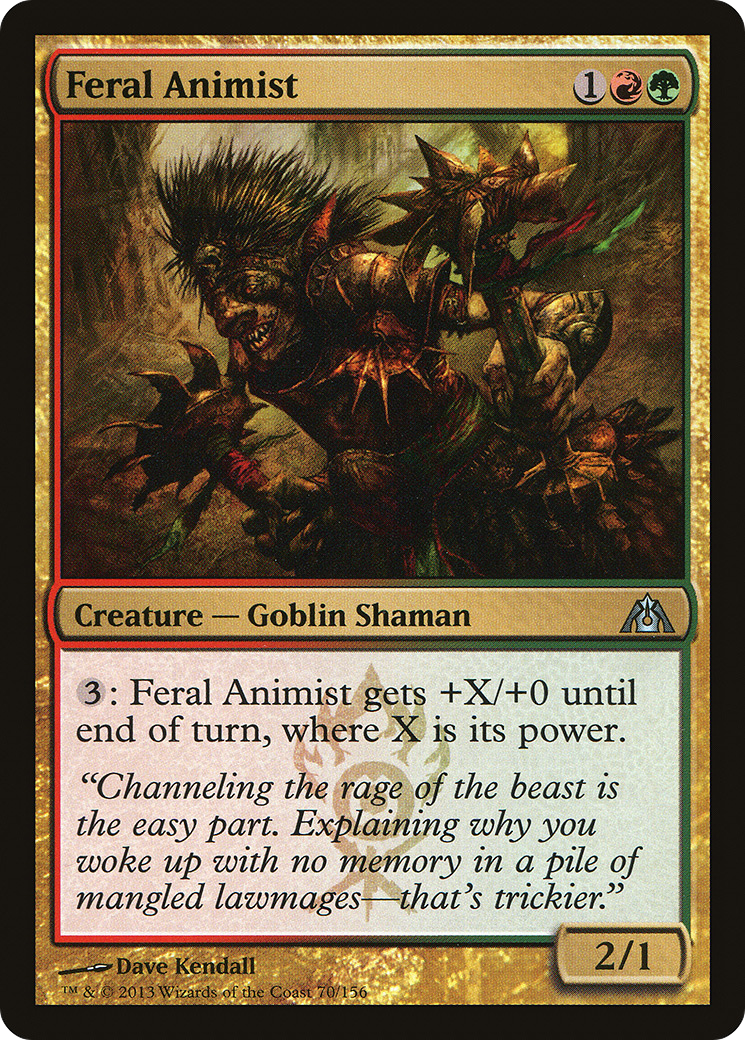 Feral Animist 1
Creature — Goblin Shaman
3: Feral Animist gets +X/+0 until
end of turn, where X is its power.
“Channeling the rage of the beast is
the easy part. Explaining why you
woke up with no memory in a pile of
mangled lawmages—that’s trickier.”
2/1
Dave Kendall
™ & © 2013 Wizards of the Coast 70/156